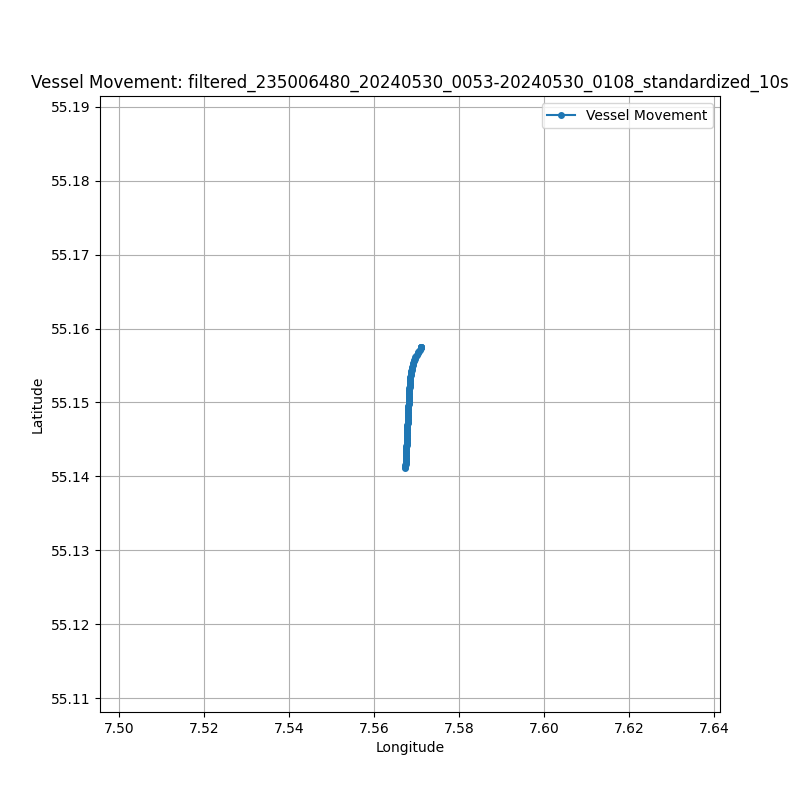 Vessel Movement: filtered_235006480_20240530_0053-20240530_0108_standardized_10s
Vessel Movement
55.19
55.18
55.17
55.16
55.15
55.14
55.13
55.12
55.11
Latitude
7.50 7.52 7.54 7.56 7.58 7.60 7.62 7.64
Longitude